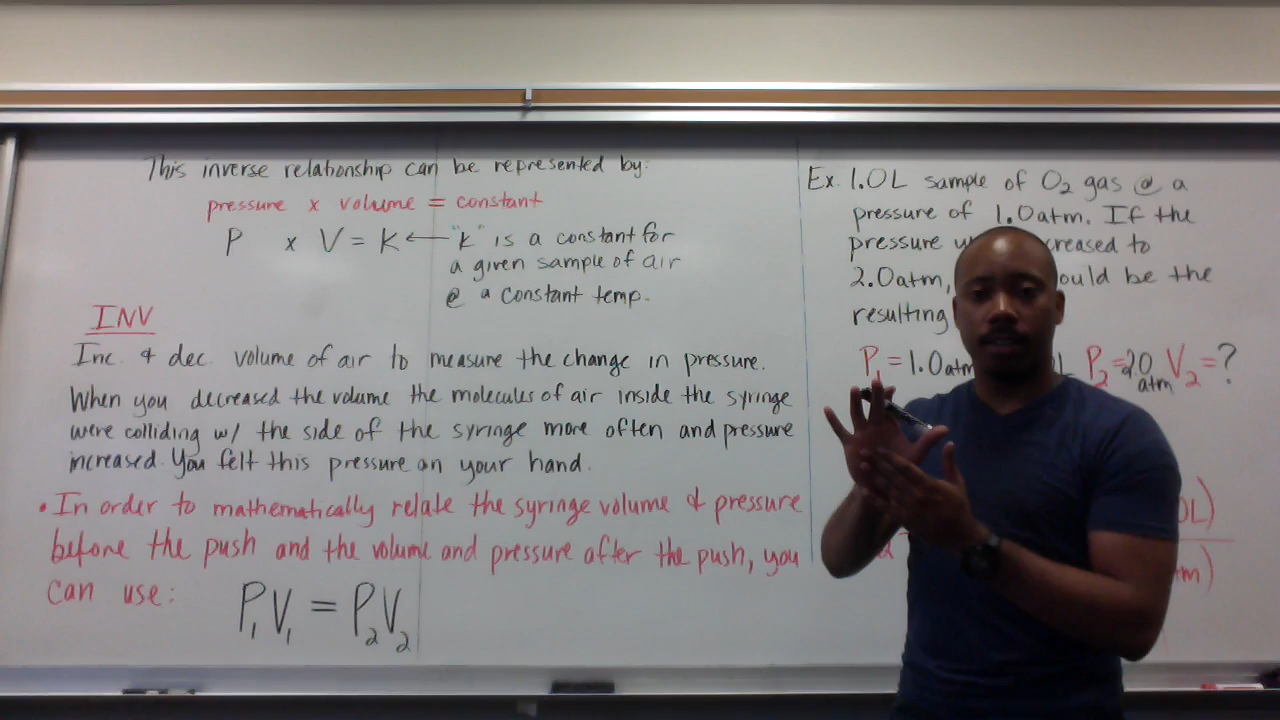 This inverse relationship can be represented by:
pressure x volume = constant
P x V = K ← "k" is a constant for
a given sample of air
@ a constant temp.
INV
Inc. & dec. volume of air to measure the change in pressure.
When you decreased the volume the molecules of air inside the syringe
were colliding w/ the side of the syringe more often and pressure
increased. You felt this pressure on your hand.
• In order to mathematically relate the syringe volume & pressure
before the push and the volume and pressure after the push, you
can use:
P₁V₁ = P₂V₂
Ex. 1.0L sample of O₂ gas @ a
pressure of 1.0atm. If the
pressure to
2.0atm, the
resulting
P₁ = 1.0atm P₂ = 2.0 atm V₂ = ?